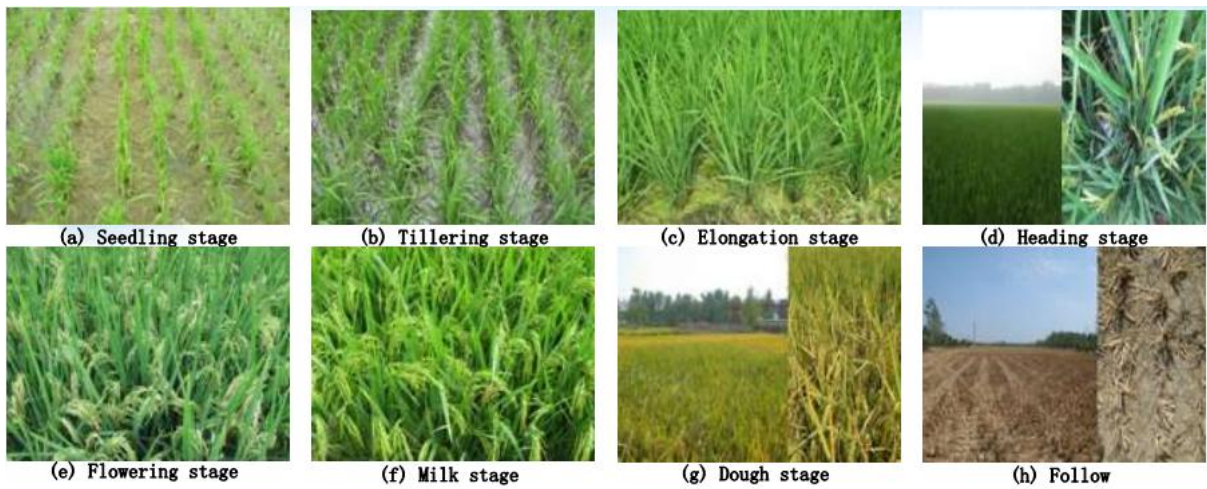 (a) Seedling stage
(b) Tillering stage
(c) Elongation stage
(d) Heading stage
(e) Flowering stage
(f) Milk stage
(g) Dough stage
(h) Follow